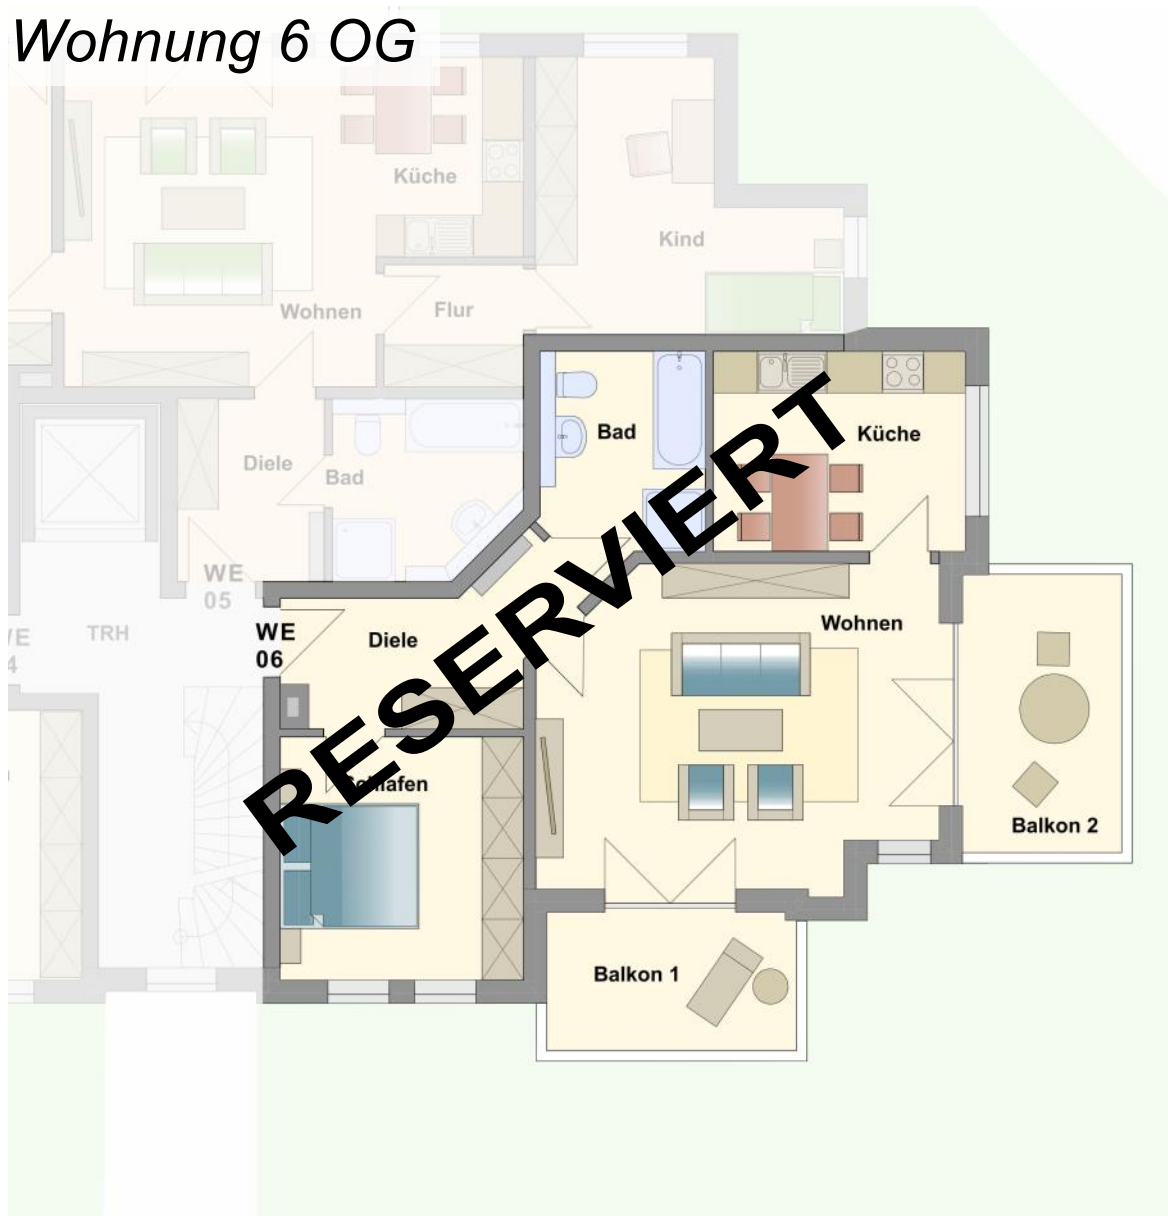 Wohnung 6 OG
Küche
Kind
Wohnen
Flur
Bad
Küche
Diele
Bad
WE
05
TRH
WE
06
Diele
Wohnen
RESERVIERT
Schlafen
Balkon 2
Balkon 1